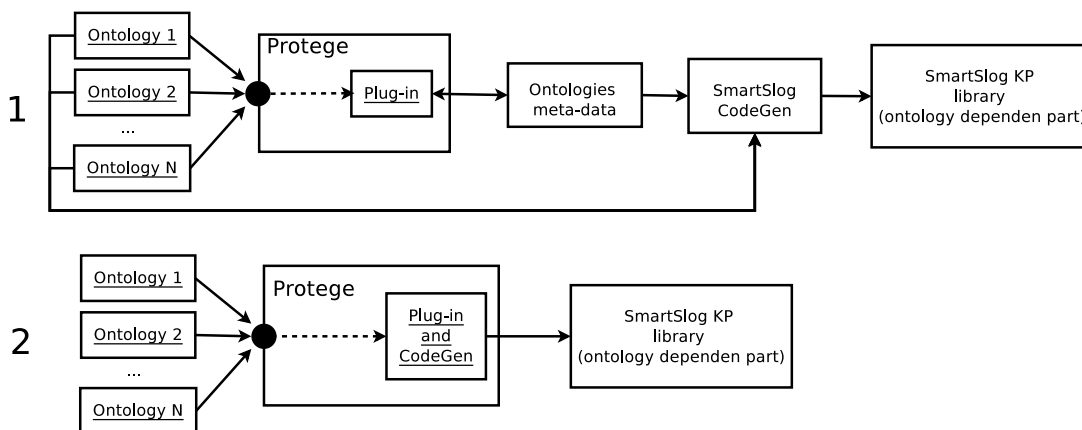 1
Ontology 1
Ontology 2
...
Ontology N
Protege
Plug-in
Ontologies
meta-data
SmartSlog
CodeGen
SmartSlog KP
library
(ontology dependen part)
2
Ontology 1
Ontology 2
...
Ontology N
Protege
Plug-in
and
CodeGen
SmartSlog KP
library
(ontology dependen part)